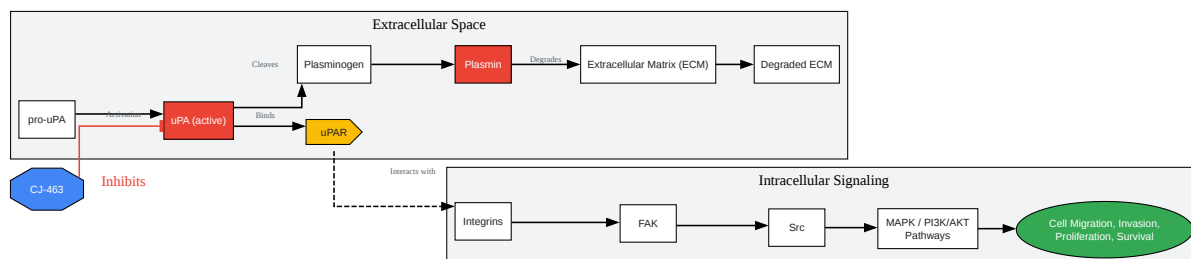 Extracellular Space
Cleaves
Plasminogen
Plasmin
Degrades
Extracellular Matrix (ECM)
Degraded ECM
pro-uPA
Activation
uPA (active)
Binds
uPAR
CJ-463
Inhibits
Interacts with
Intracellular Signaling
Integrins
FAK
Src
MAPK / PI3K/AKT
Pathways
Cell Migration, Invasion,
Proliferation, Survival